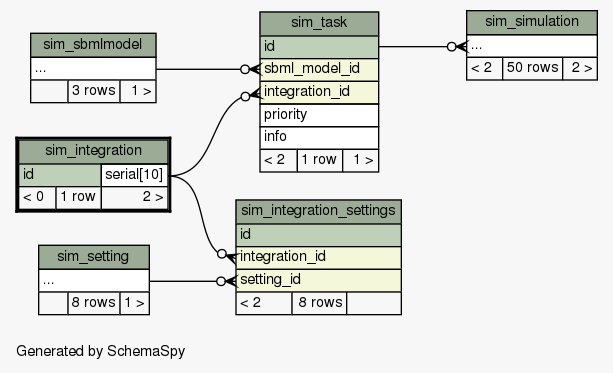 sim_sbmlmodel
...
3 rows 1 >
sim_task
id
sbml_model_id
integration_id
priority
info
< 2 1 row 1 >
sim_simulation
...
< 2 50 rows 2 >
sim_integration
id serial[10]
< 0 1 row 2 >
sim_integration_settings
id
integration_id
setting_id
< 2 8 rows
sim_setting
...
8 rows 1 >
Generated by SchemaSpy